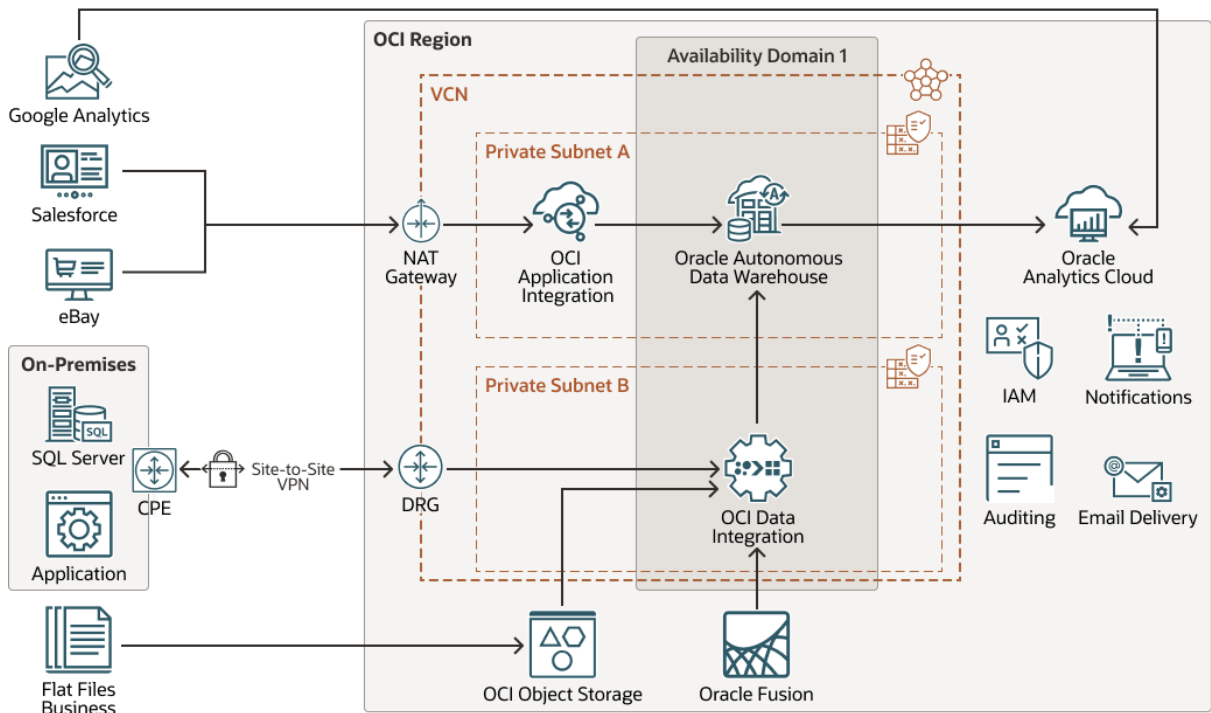 OCI Region
Availability Domain 1
VCN
Google Analytics
Private Subnet A
Salesforce
NAT
Gateway
OCI
Application
Integration
A
Oracle Autonomous
Data Warehouse
Oracle
Analytics Cloud
eBay
On-Premises
Private Subnet B
IAM
Notifications
SQL
SQL Server
Site-to-Site
VPN
CPE
DRG
OCI Data
Integration
@
Auditing
Email Delivery
Application
Flat Files
Business
OCI Object Storage
Oracle Fusion